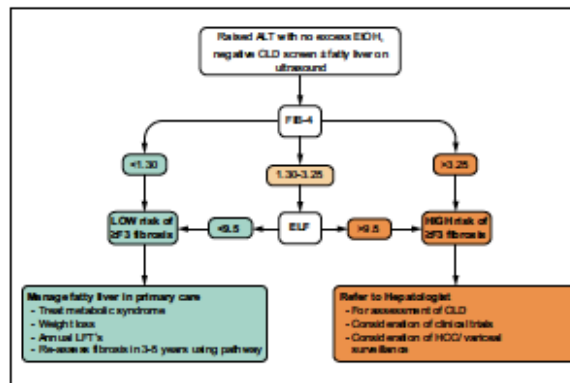 Raised ALT with no excess EtOH,
negative CLD screen ± fatty liver on
ultrasound
FIB-4
<1.30
1.30-3.25
>3.25
LOW risk of
≥F3 fibrosis
<9.5
ELF
>9.5
HIGH risk of
≥F3 fibrosis
Manage fatty liver in primary care
- Treat metabolic syndrome
- Weight loss
- Annual LFT's
- Re-assess fibrosis in 3-5 years using pathway
Refer to Hepatologist
- For assessment of CLD
- Consideration of clinical trials
- Consideration of HCC/ variceal
surveillance